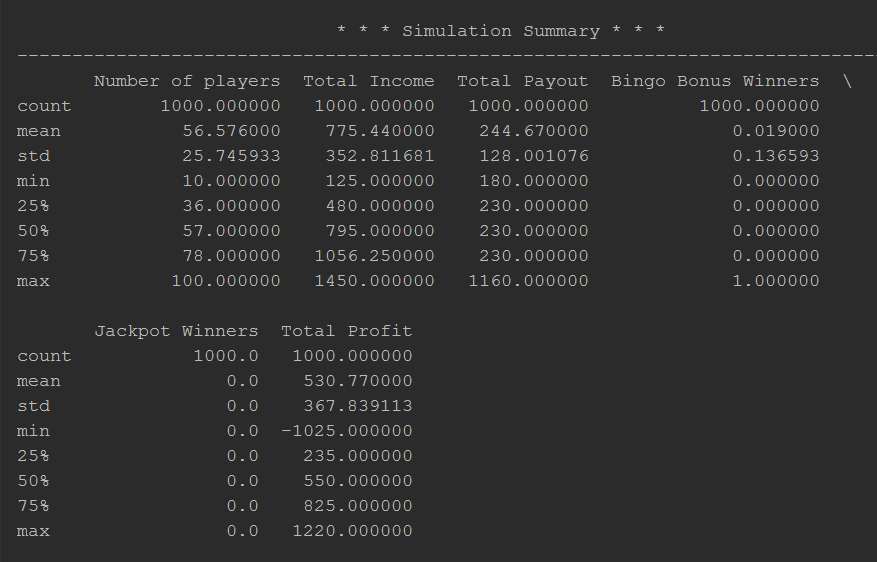 * * * Simulation Summary * * *
--------------------------------------------------------------------------------
Number of players  Total Income  Total Payout  Bingo Bonus Winners  \
count        1000.000000   1000.000000   1000.000000          1000.000000
mean           56.576000    775.440000    244.670000             0.019000
std            25.745933    352.811681    128.001076             0.136593
min            10.000000    125.000000    180.000000             0.000000
25%            36.000000    480.000000    230.000000             0.000000
50%            57.000000    795.000000    230.000000             0.000000
75%            78.000000   1056.250000    230.000000             0.000000
max           100.000000   1450.000000   1160.000000             1.000000
Jackpot Winners  Total Profit
count           1000.0   1000.000000
mean               0.0    530.770000
std                0.0    367.839113
min                0.0  -1025.000000
25%                0.0    235.000000
50%                0.0    550.000000
75%                0.0    825.000000
max                0.0   1220.000000